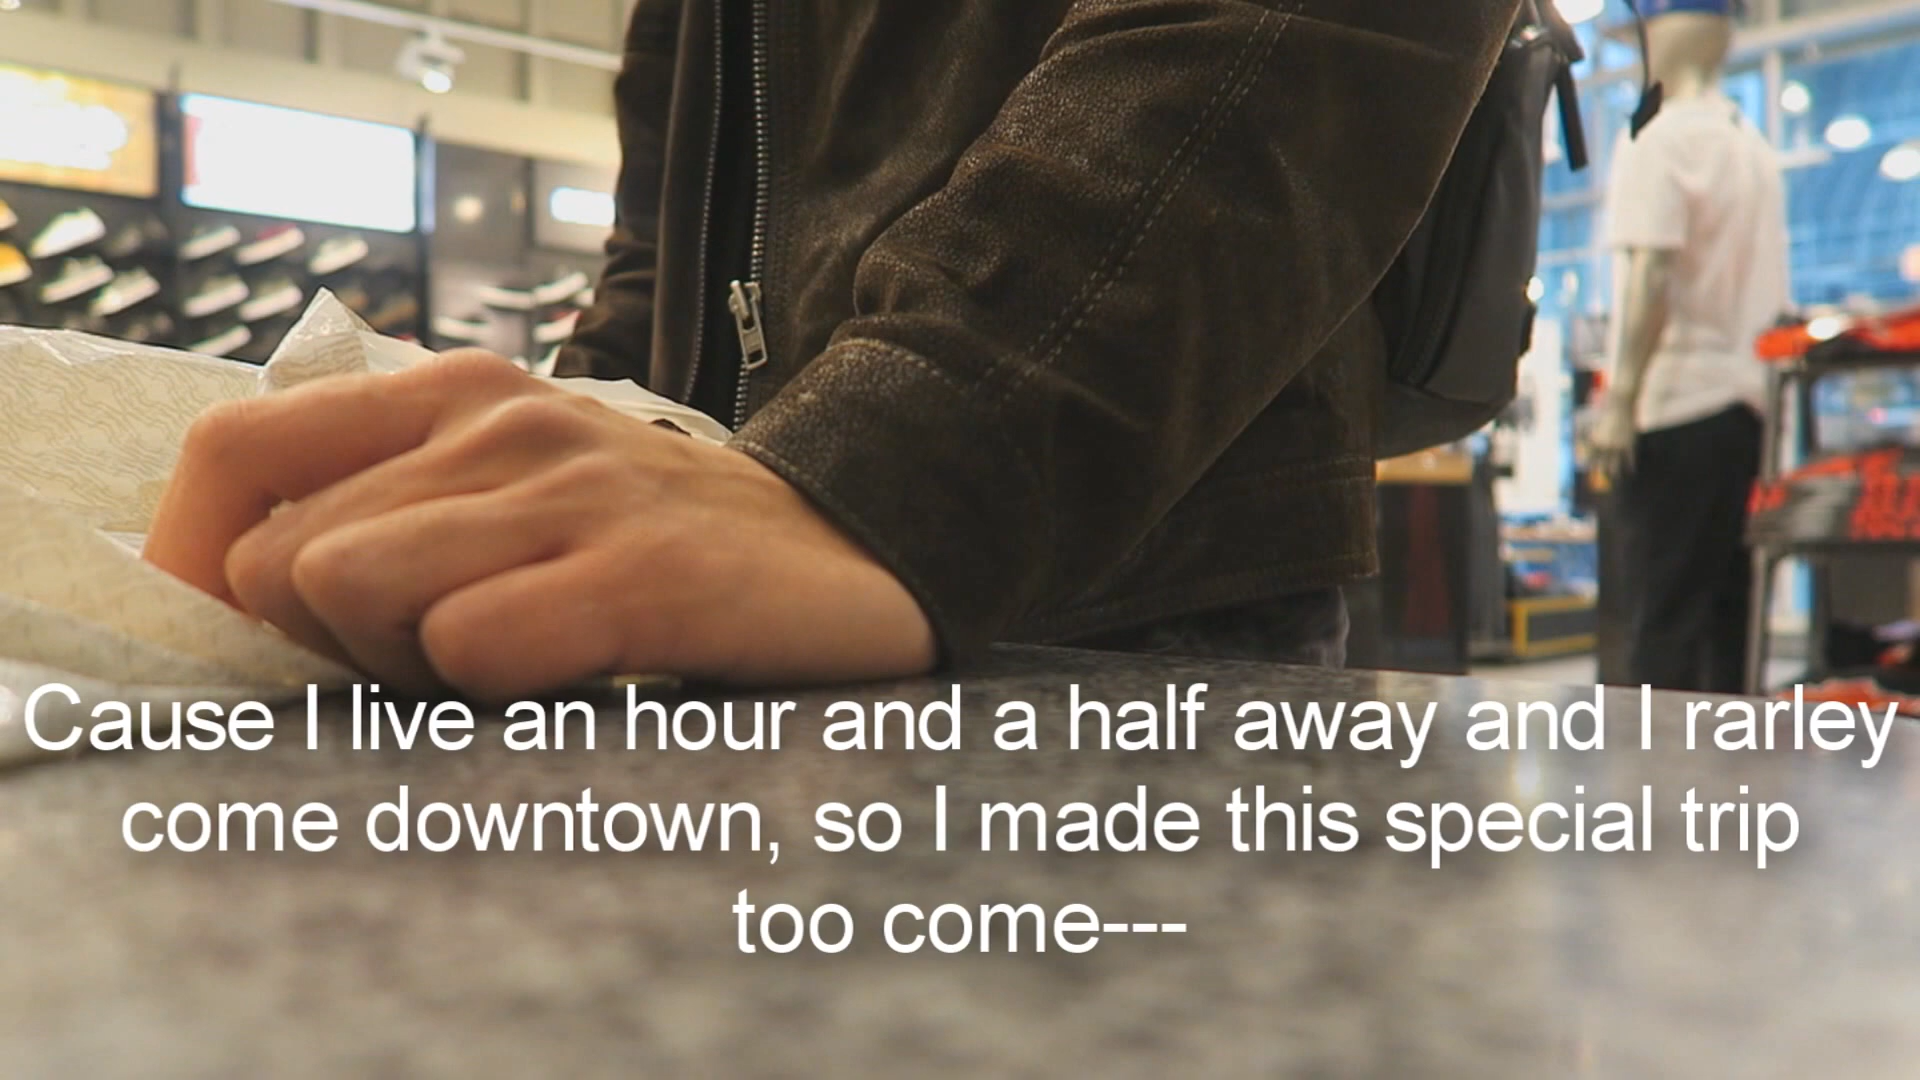 Cause I live an hour and a half away and I rarley
come downtown, so I made this special trip
too come---